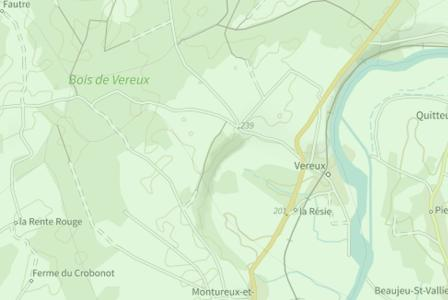 Fautre
Bois de Vereux
239
Quitteu
Vereux
la Résie
201
Pie
la Rente Rouge
Ferme du Crobonot
Montureux-et-
Beaujeu-St-Vallie